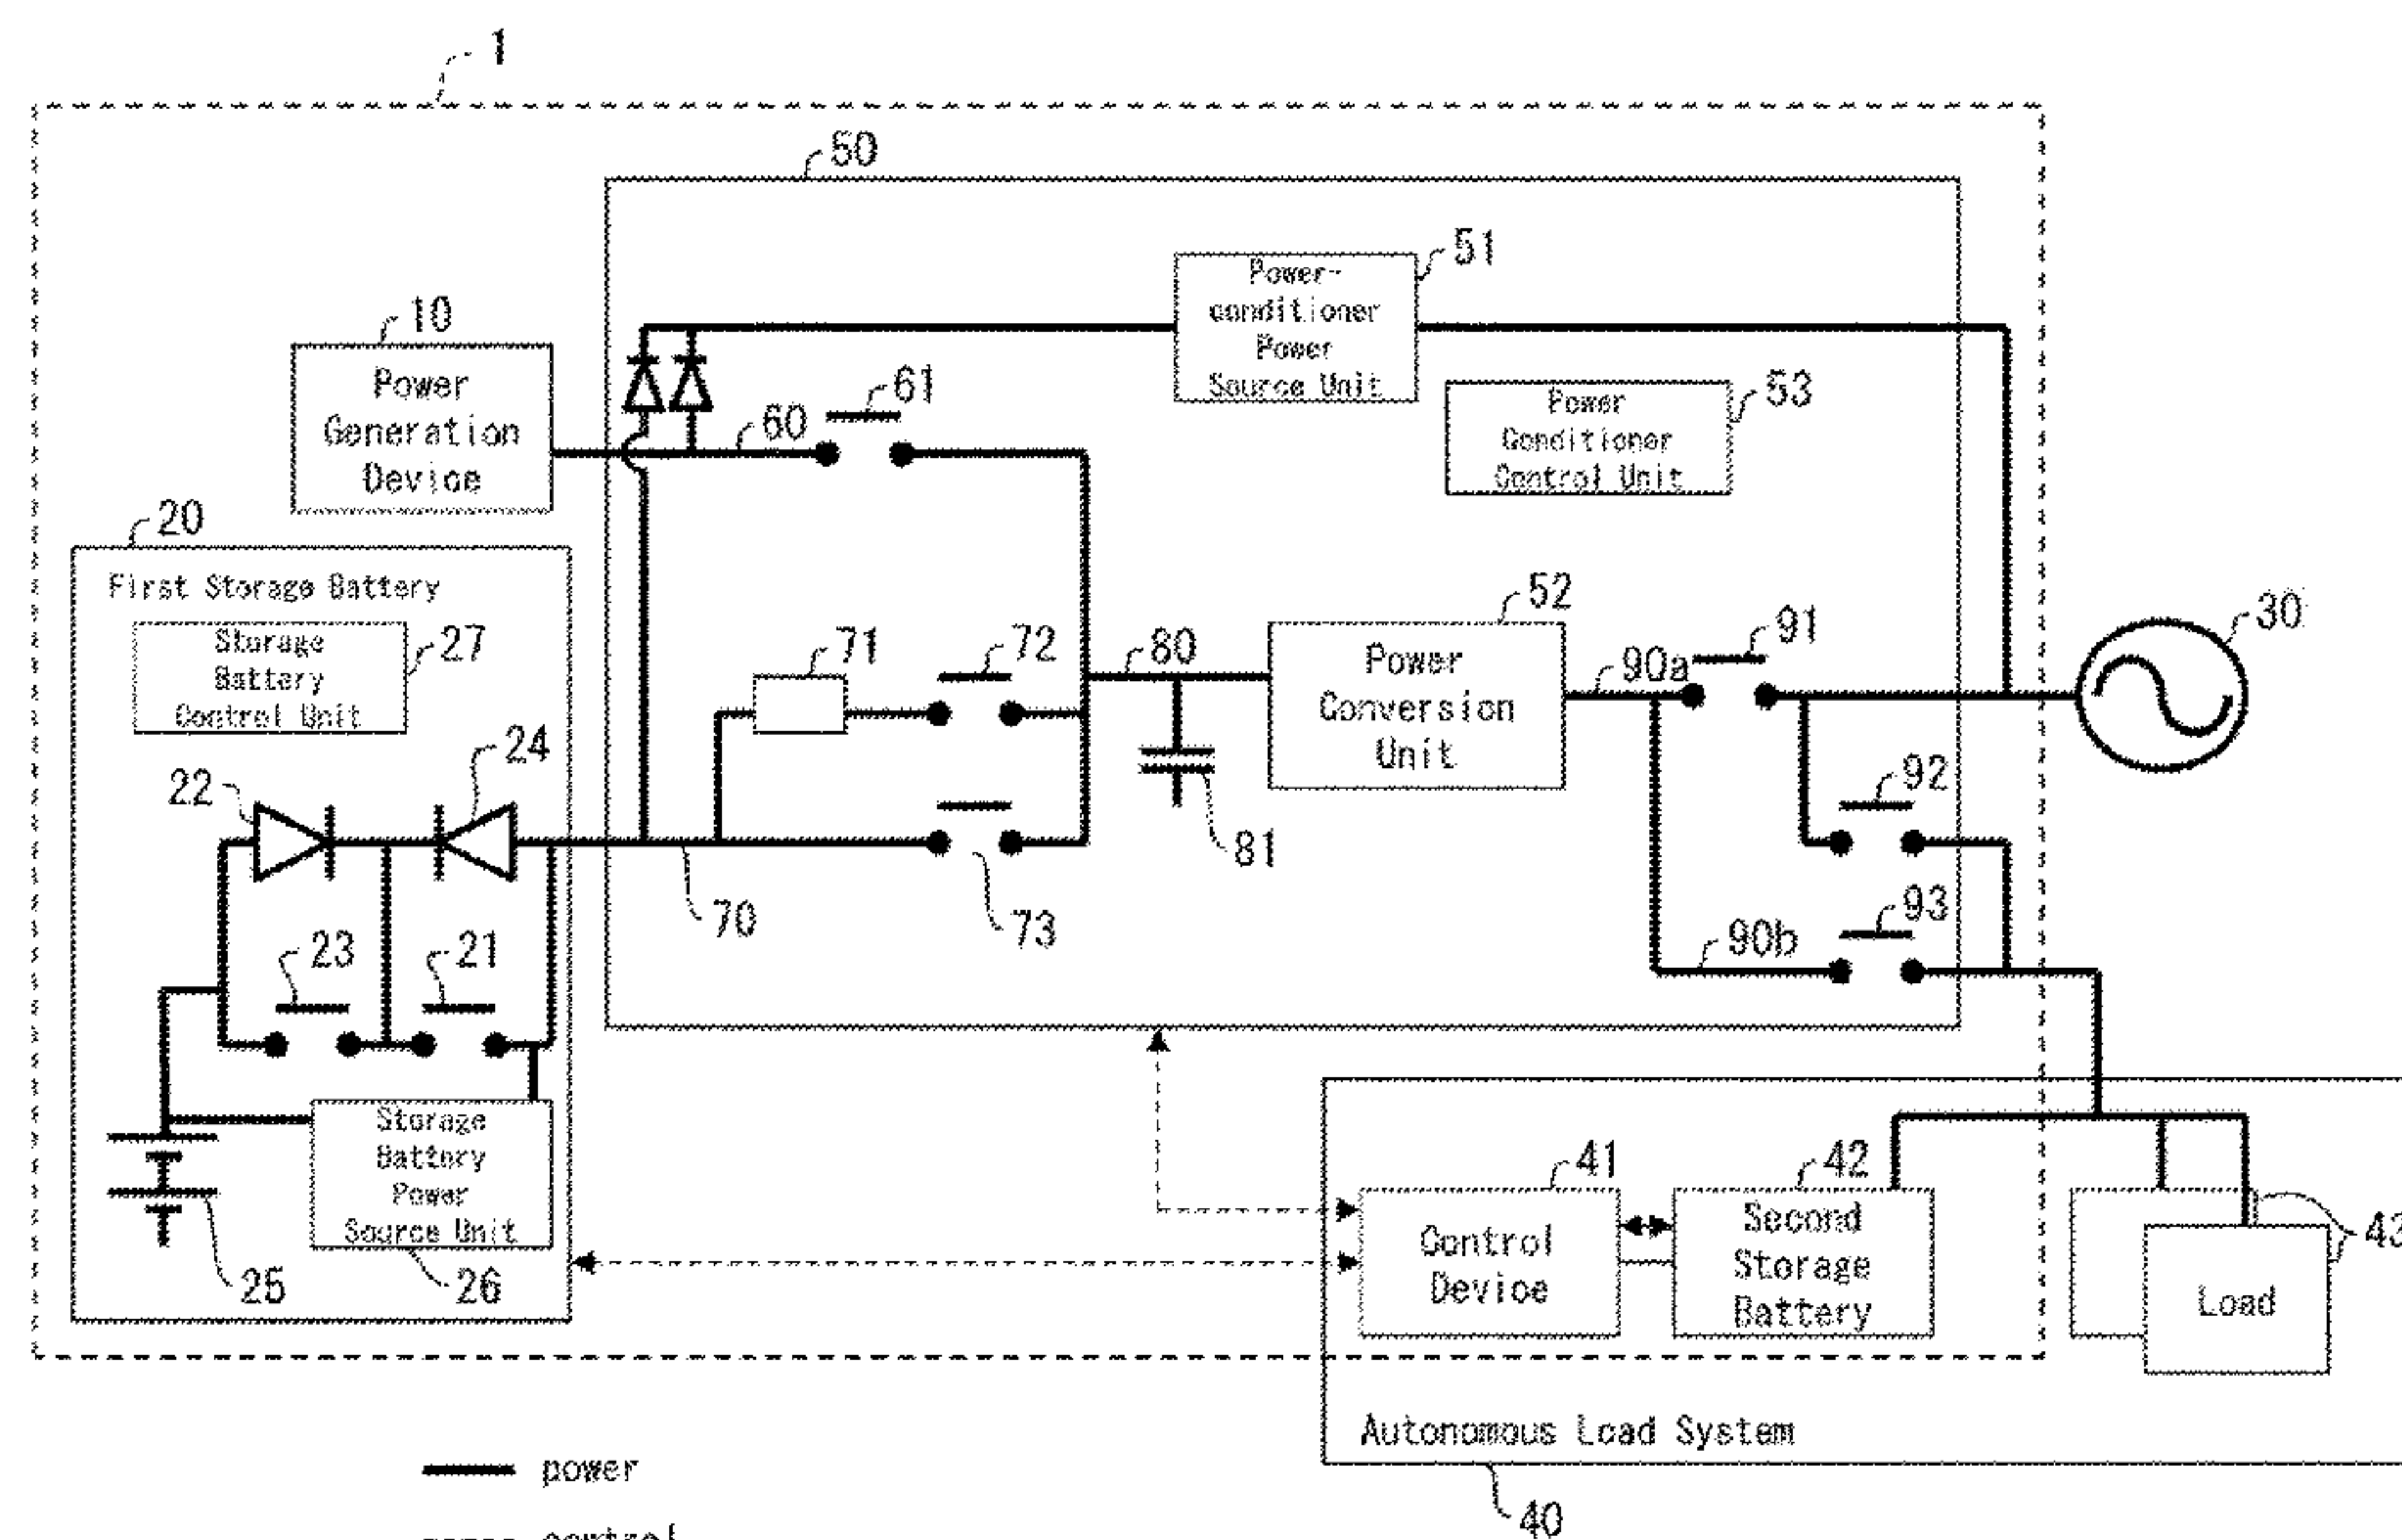 1
50
51
Power-
conditioner
Power
Source Unit
10
Power
Generation
Device
61
60
53
Power
Conditioner
Control Unit
20
First Storage Battery
27
Storage
Battery
Control Unit
52
Power
Conversion
Unit
71
72
80
90a
91
30
22
24
81
92
70
73
93
90b
23
21
Storage
Battery
Power
Source Unit
25
26
41
42
Control
Device
Second
Storage
Battery
43
Load
Autonomous Load System
power
40
control